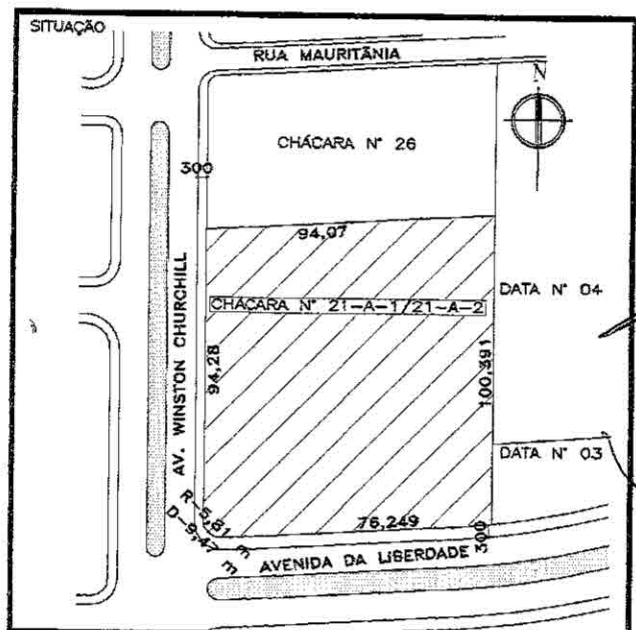 SITUAÇÃO
RUA MAURITÂNIA
N
CHÁCARA N° 26
300
94,07
CHÁCARA N° 21-A-1/21-A-2
DATA N° 04
AV. WINSTON CHURCHILL
94,28
100,391
DATA N° 03
R-5,81 m
D-9,47 m
76,249
300
AVENIDA DA LIBERDADE